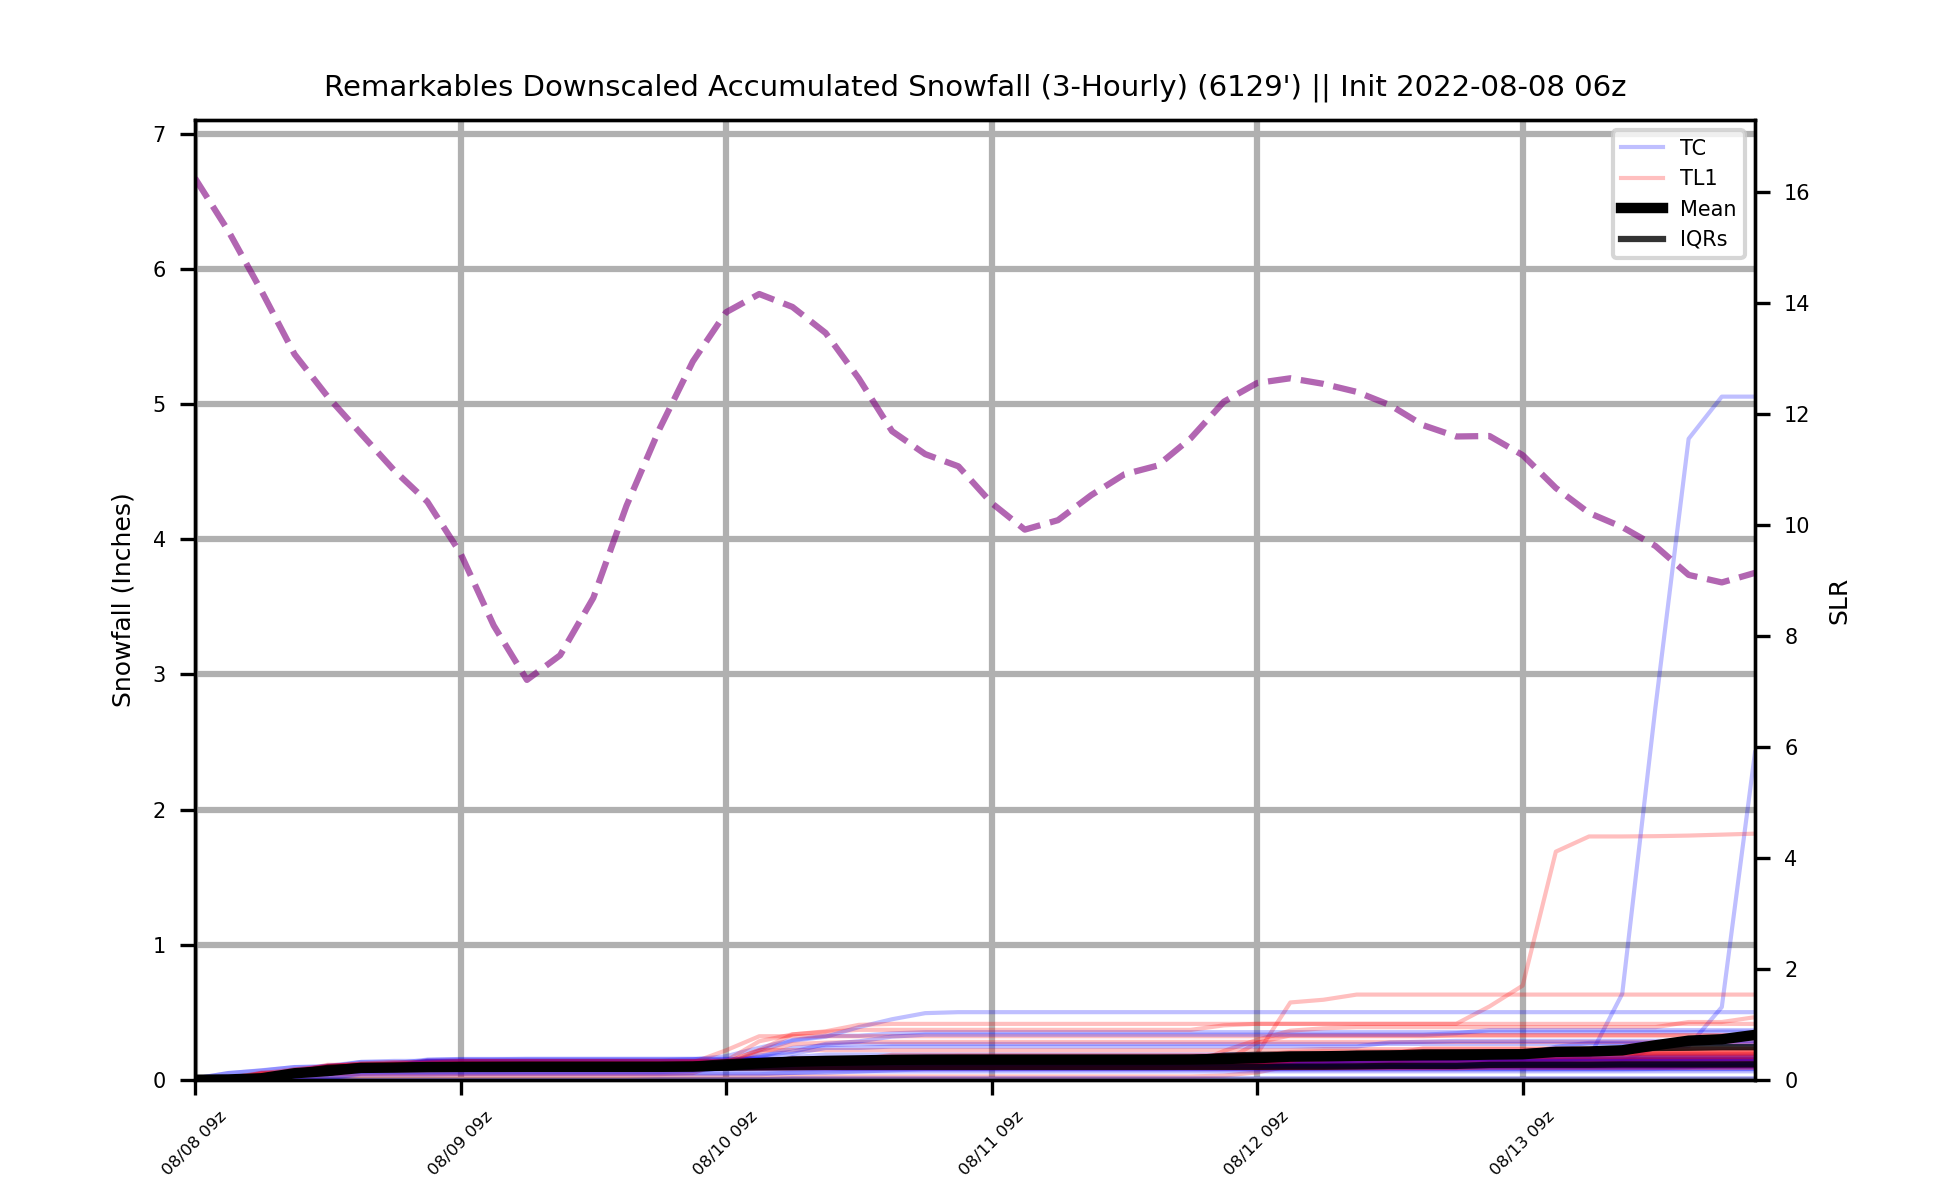 Remarkables Downscaled Accumulated Snowfall (3-Hourly) (6129') || Init 2022-08-08 06z
TC
TL1
Mean
IQRs
Snowfall (Inches)
7
6
5
4
3
2
1
0
16
14
12
10
8
6
4
2
0
SLR
08/08 09z
08/09 09z
08/10 09z
08/11 09z
08/12 09z
08/13 09z